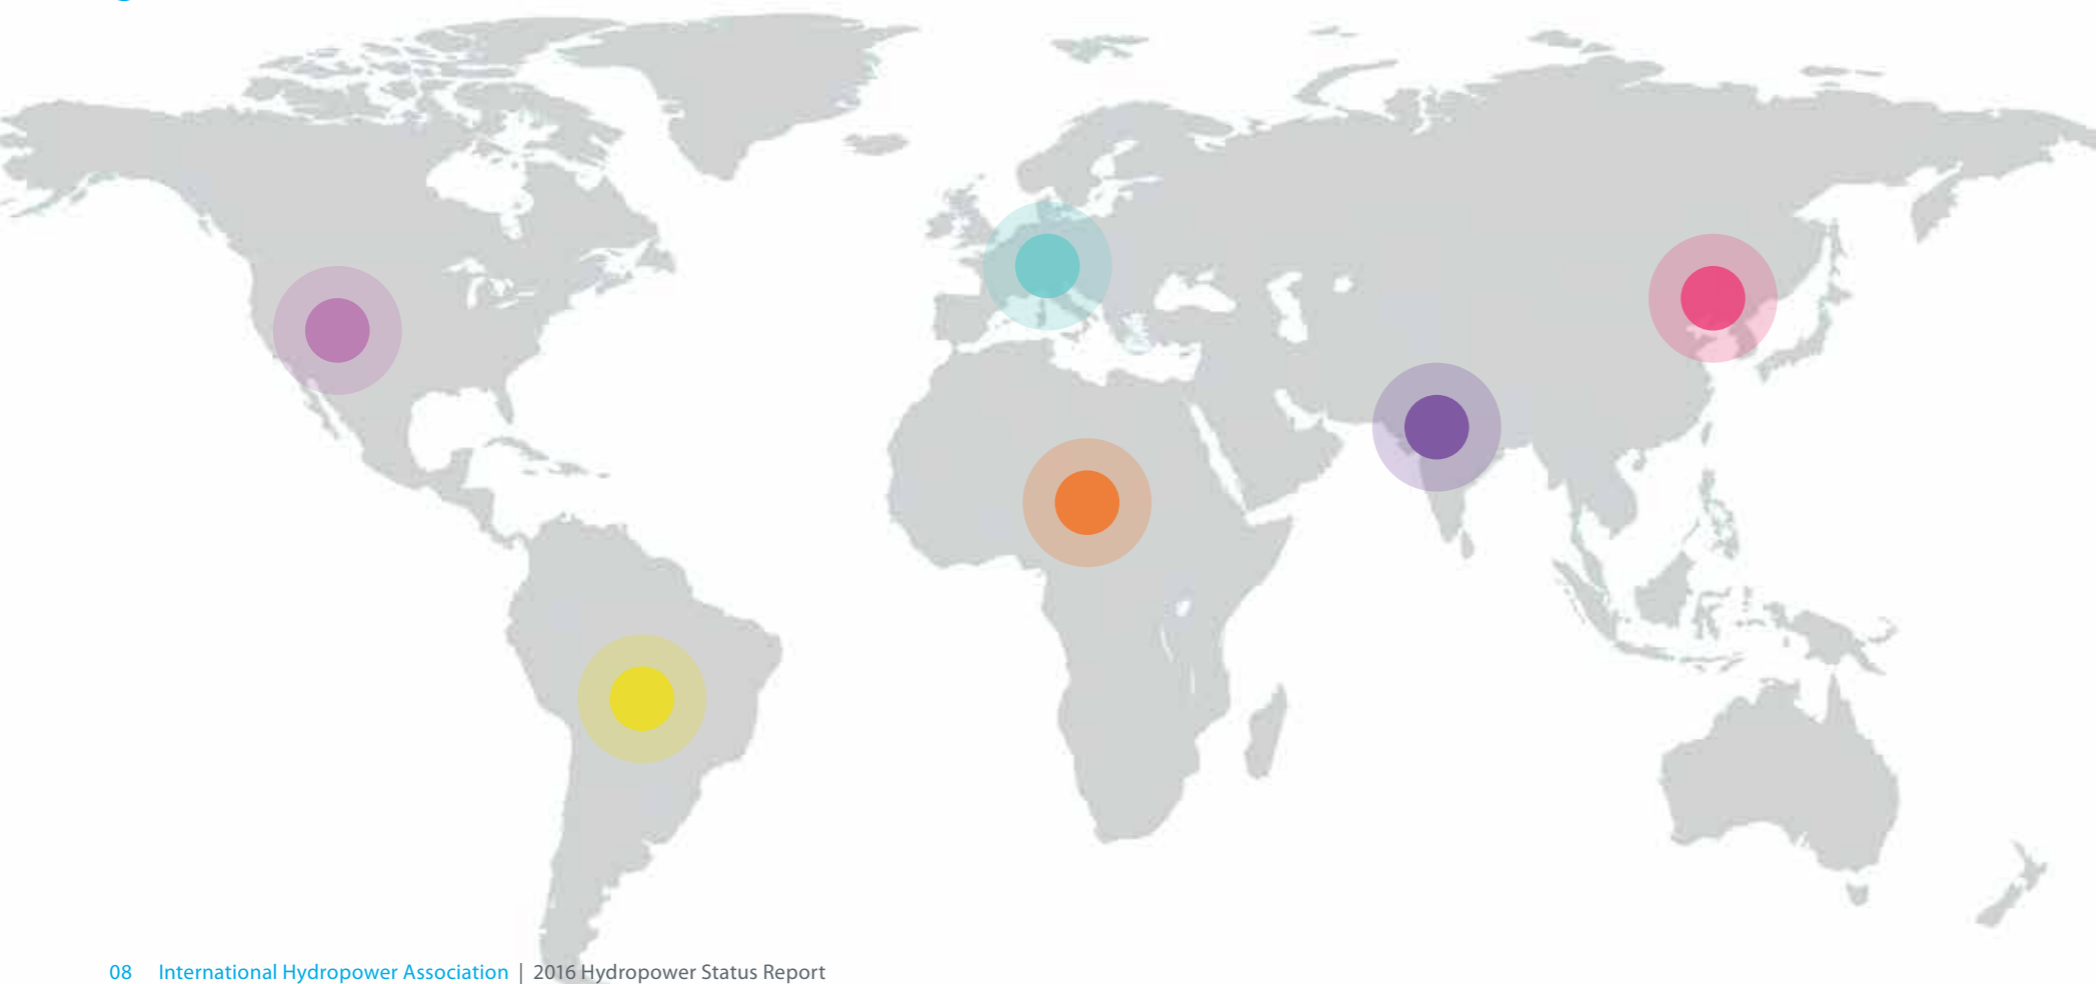 08 International Hydropower Association | 2016 Hydropower Status Report